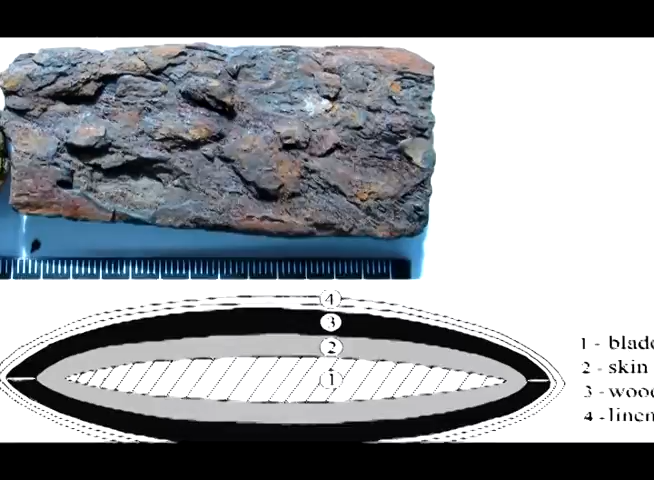 4
3
2
1
1 - blade
2 - skin
3 - wood
4 - linen